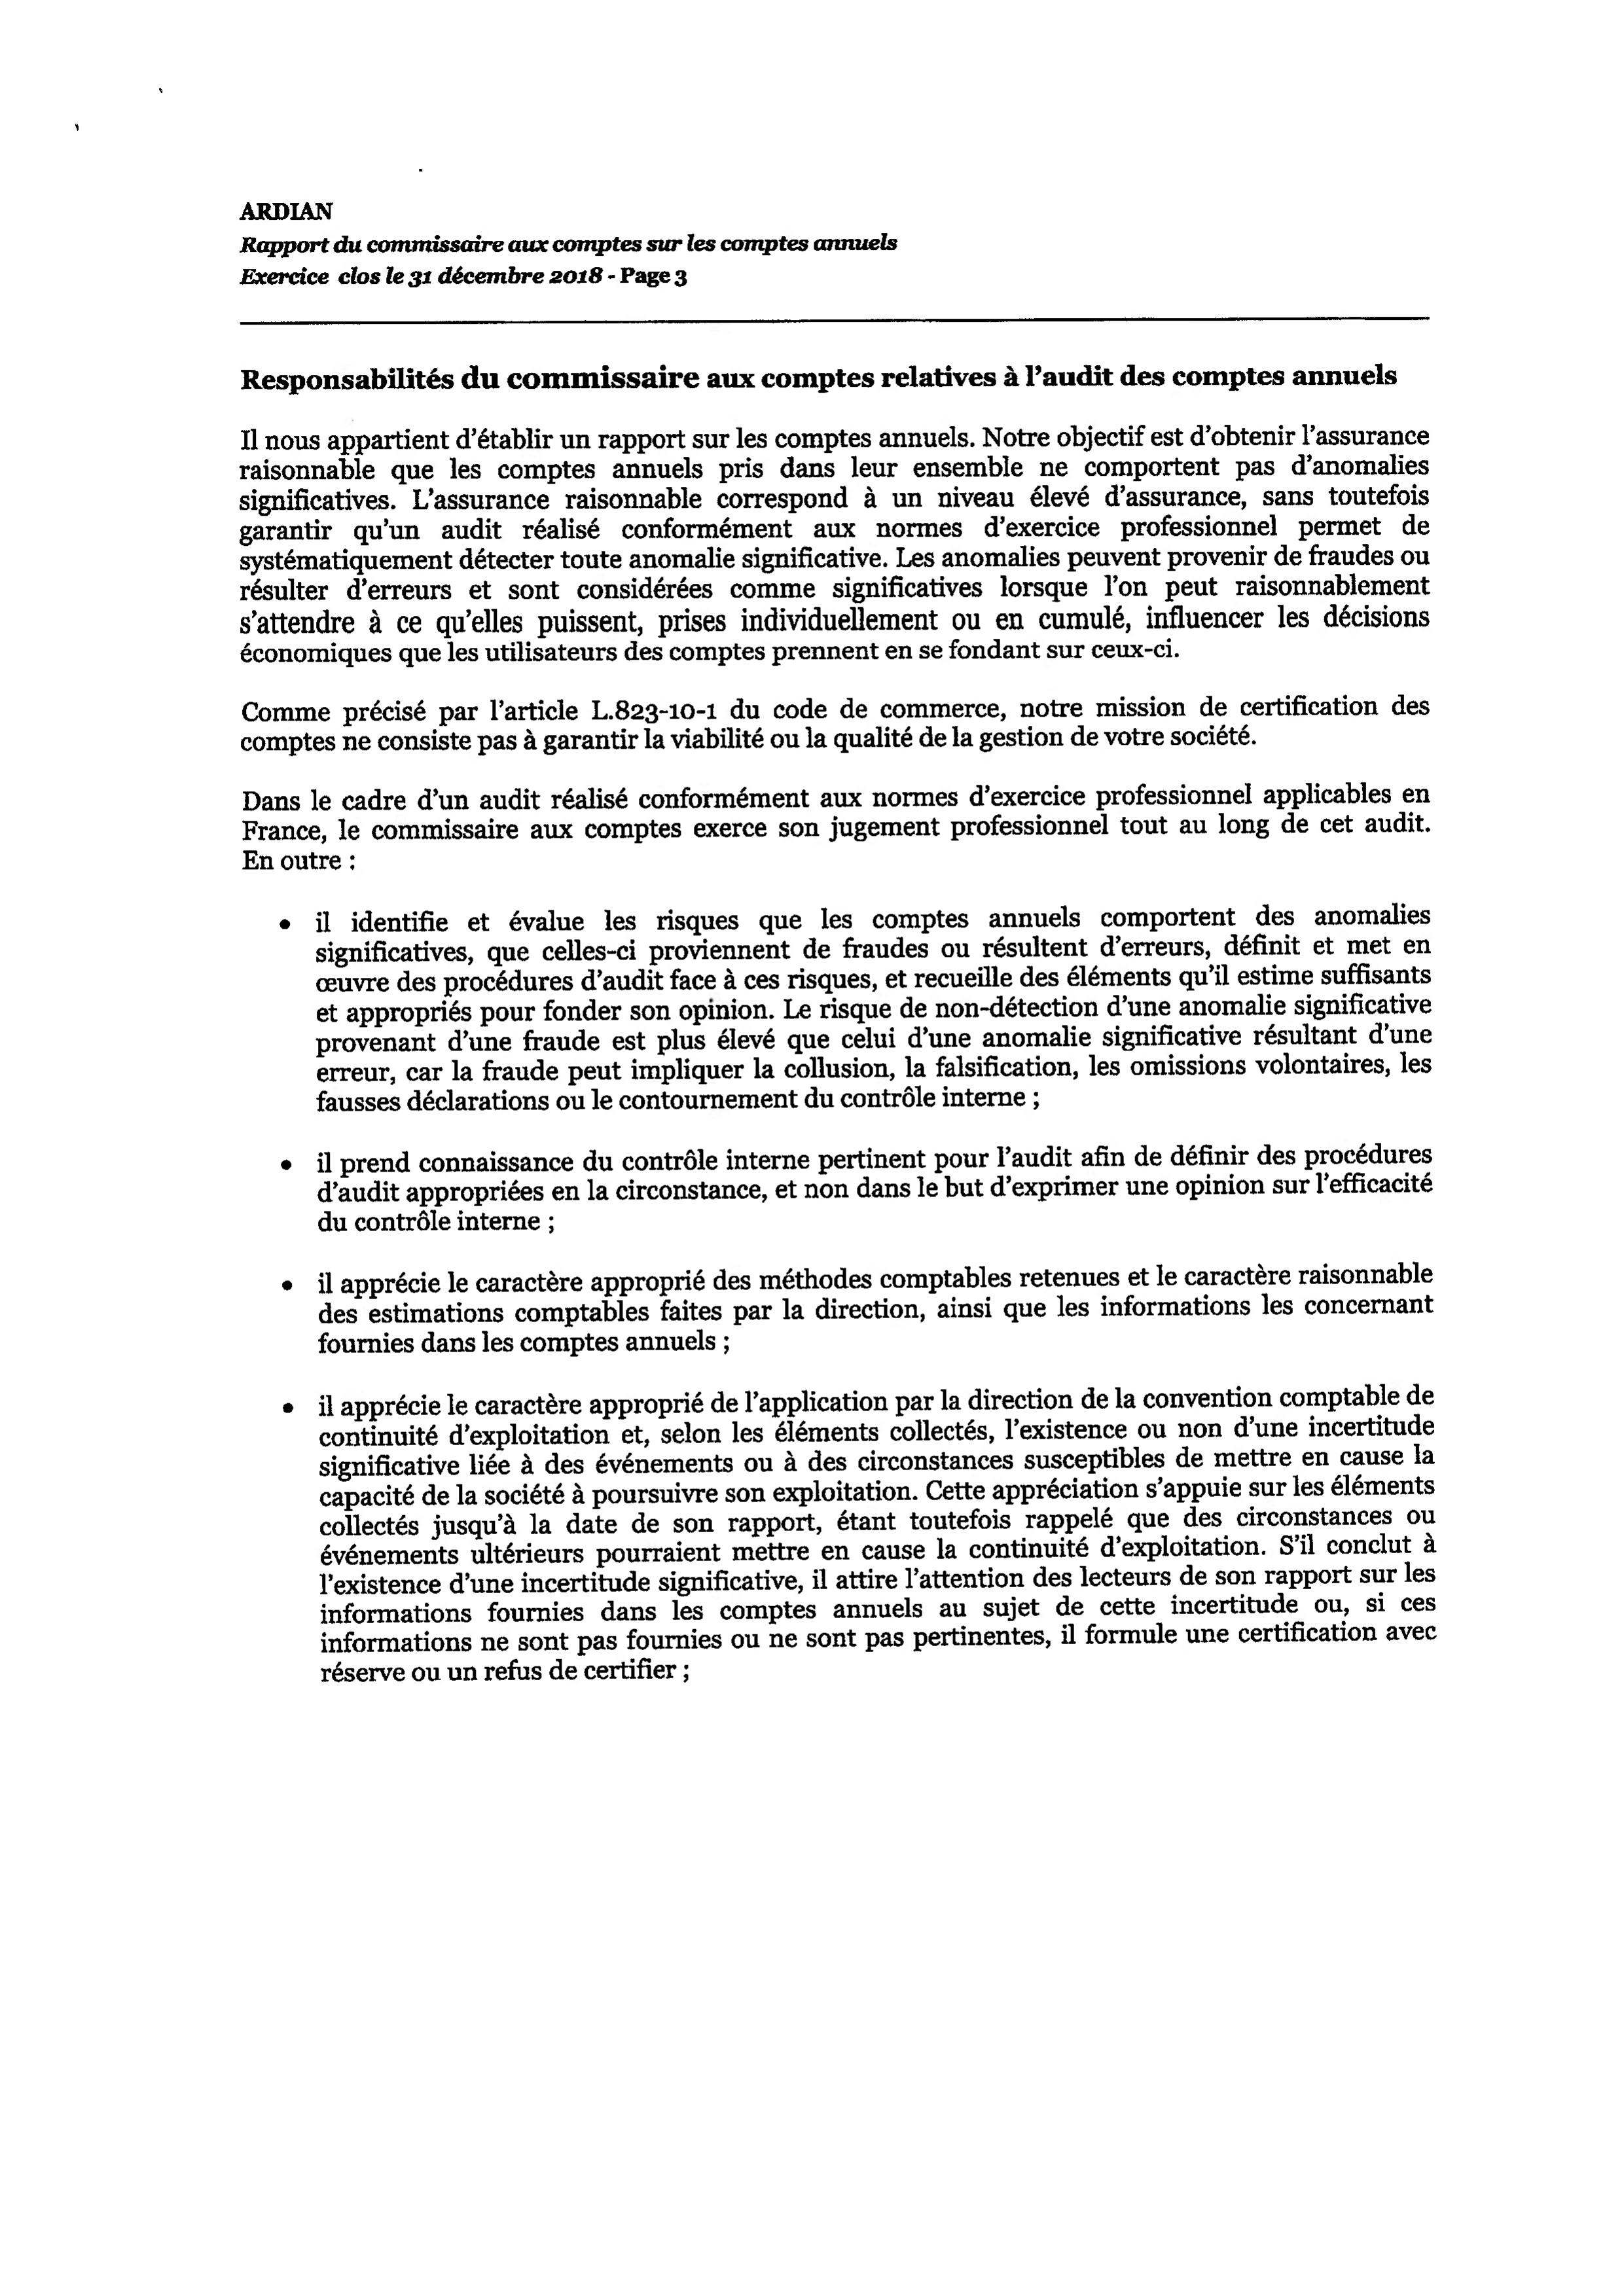 ARDIAN
Rapport du commissaire aux comptes sur les comptes annuels
Exercice clos le 31 décembre 2018 - Page 3
Responsabilités du commissaire aux comptes relatives à l'audit des comptes annuels
Il nous appartient d'établir un rapport sur les comptes annuels. Notre objectif est d'obtenir l'assurance
raisonnable que les comptes annuels pris dans leur ensemble ne comportent pas d'anomalies
significatives. L'assurance raisonnable correspond à un niveau élevé d'assurance, sans toutefois
garantir qu'un audit réalisé conformément aux normes d'exercice professionnel permet de
systématiquement détecter toute anomalie significative. Les anomalies peuvent provenir de fraudes ou
résulter d'erreurs et sont considérées comme significatives lorsque l'on peut raisonnablement
s'attendre à ce qu'elles puissent, prises individuellement ou en cumulé, influencer les décisions
économiques que les utilisateurs des comptes prennent en se fondant sur ceux-ci.
Comme précisé par l'article L.823-10-1 du code de commerce, notre mission de certification des
comptes ne consiste pas à garantir la viabilité ou la qualité de la gestion de votre société.
Dans le cadre d'un audit réalisé conformément aux normes d'exercice professionnel applicables en
France, le commissaire aux comptes exerce son jugement professionnel tout au long de cet audit.
En outre :
• il identifie et évalue les risques que les comptes annuels comportent des anomalies
significatives, que celles-ci proviennent de fraudes ou résultent d'erreurs, définit et met en
œuvre des procédures d'audit face à ces risques, et recueille des éléments qu'il estime suffisants
et appropriés pour fonder son opinion. Le risque de non-détection d'une anomalie significative
provenant d'une fraude est plus élevé que celui d'une anomalie significative résultant d'une
erreur, car la fraude peut impliquer la collusion, la falsification, les omissions volontaires, les
fausses déclarations ou le contournement du contrôle interne ;
• il prend connaissance du contrôle interne pertinent pour l'audit afin de définir des procédures
d'audit appropriées en la circonstance, et non dans le but d'exprimer une opinion sur l'efficacité
du contrôle interne ;
• il apprécie le caractère approprié des méthodes comptables retenues et le caractère raisonnable
des estimations comptables faites par la direction, ainsi que les informations les concernant
fournies dans les comptes annuels ;
• il apprécie le caractère approprié de l'application par la direction de la convention comptable de
continuité d'exploitation et, selon les éléments collectés, l'existence ou non d'une incertitude
significative liée à des événements ou à des circonstances susceptibles de mettre en cause la
capacité de la société à poursuivre son exploitation. Cette appréciation s'appuie sur les éléments
collectés jusqu'à la date de son rapport, étant toutefois rappelé que des circonstances ou
événements ultérieurs pourraient mettre en cause la continuité d'exploitation. S'il conclut à
l'existence d'une incertitude significative, il attire l'attention des lecteurs de son rapport sur les
informations fournies dans les comptes annuels au sujet de cette incertitude ou, si ces
informations ne sont pas fournies ou ne sont pas pertinentes, il formule une certification avec
réserve ou un refus de certifier ;